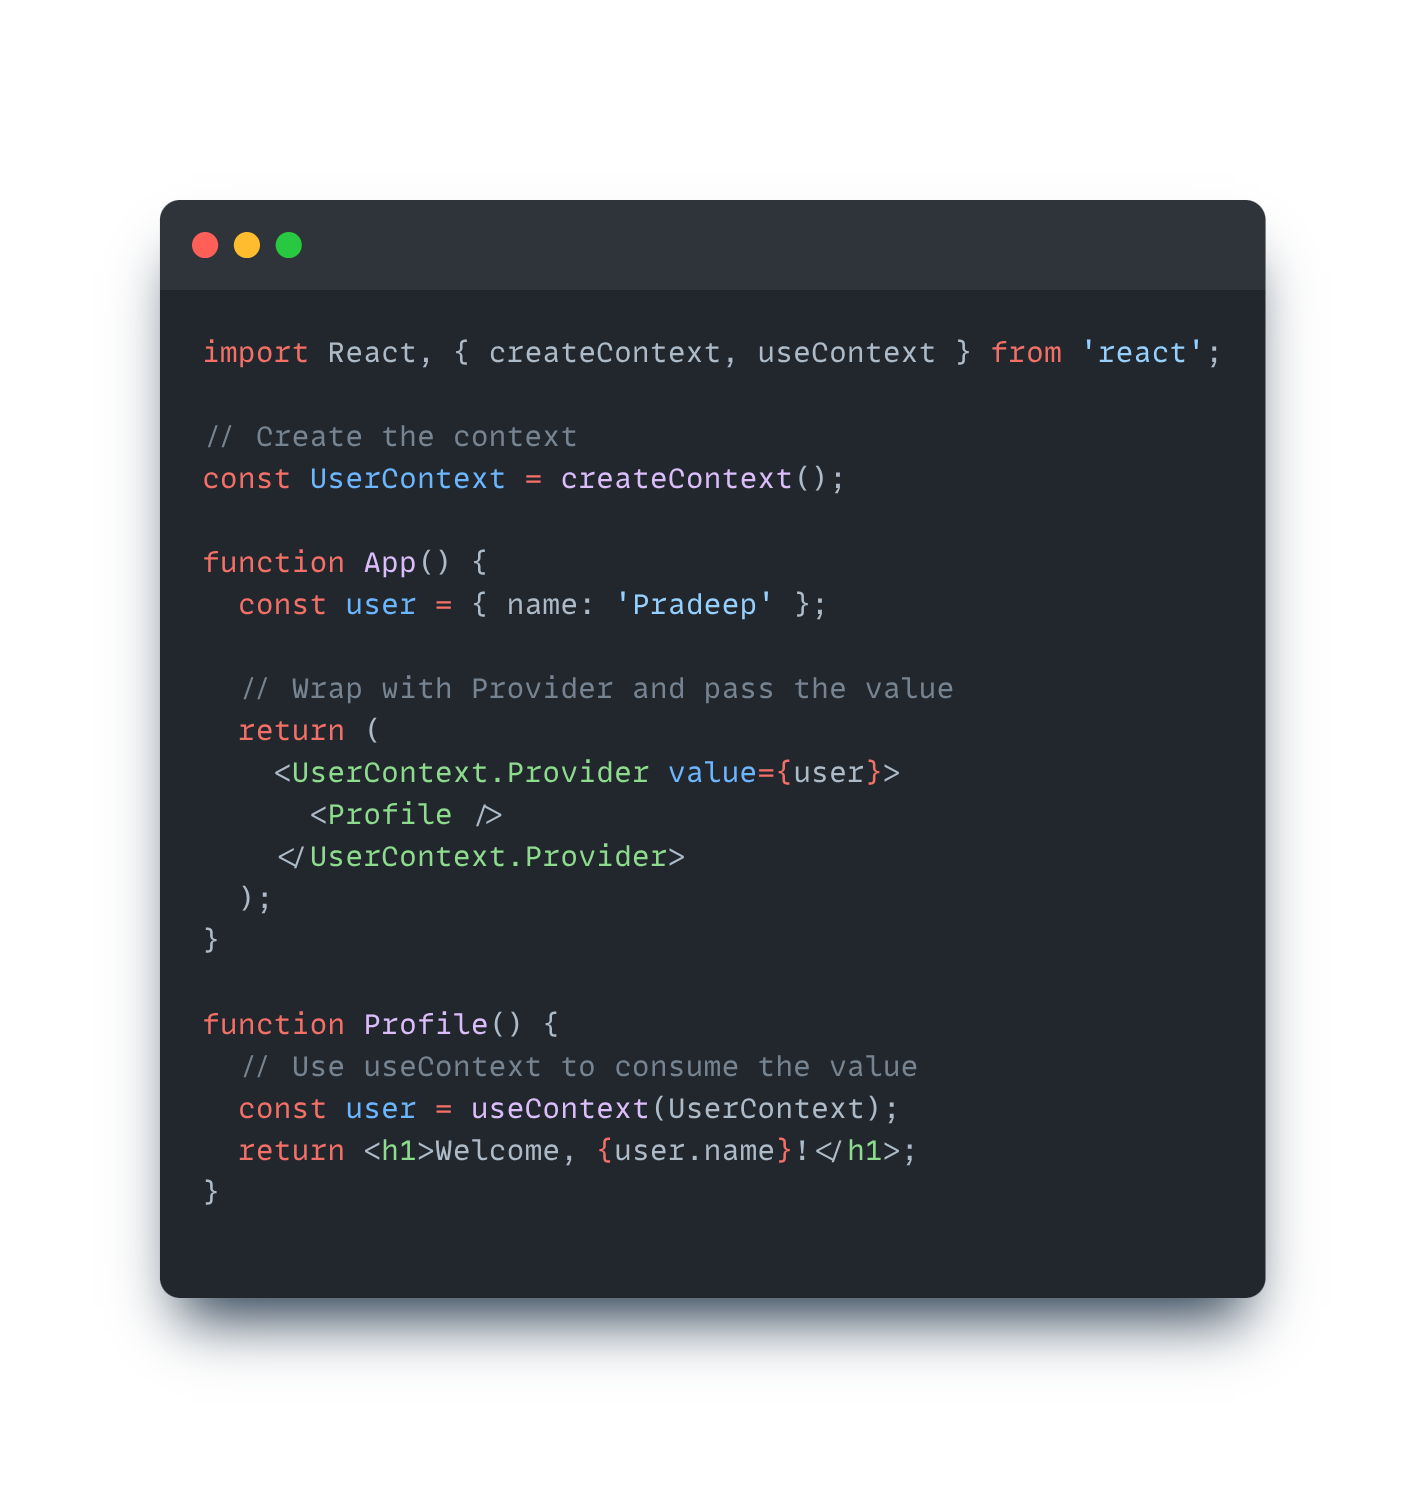 import React, { createContext, useContext } from 'react';

// Create the context
const UserContext = createContext();

function App() {
  const user = { name: 'Pradeep' };

  // Wrap with Provider and pass the value
  return (
    <UserContext.Provider value={user}>
      <Profile />
    </UserContext.Provider>
  );
}

function Profile() {
  // Use useContext to consume the value
  const user = useContext(UserContext);
  return <h1>Welcome, {user.name}!</h1>;
}